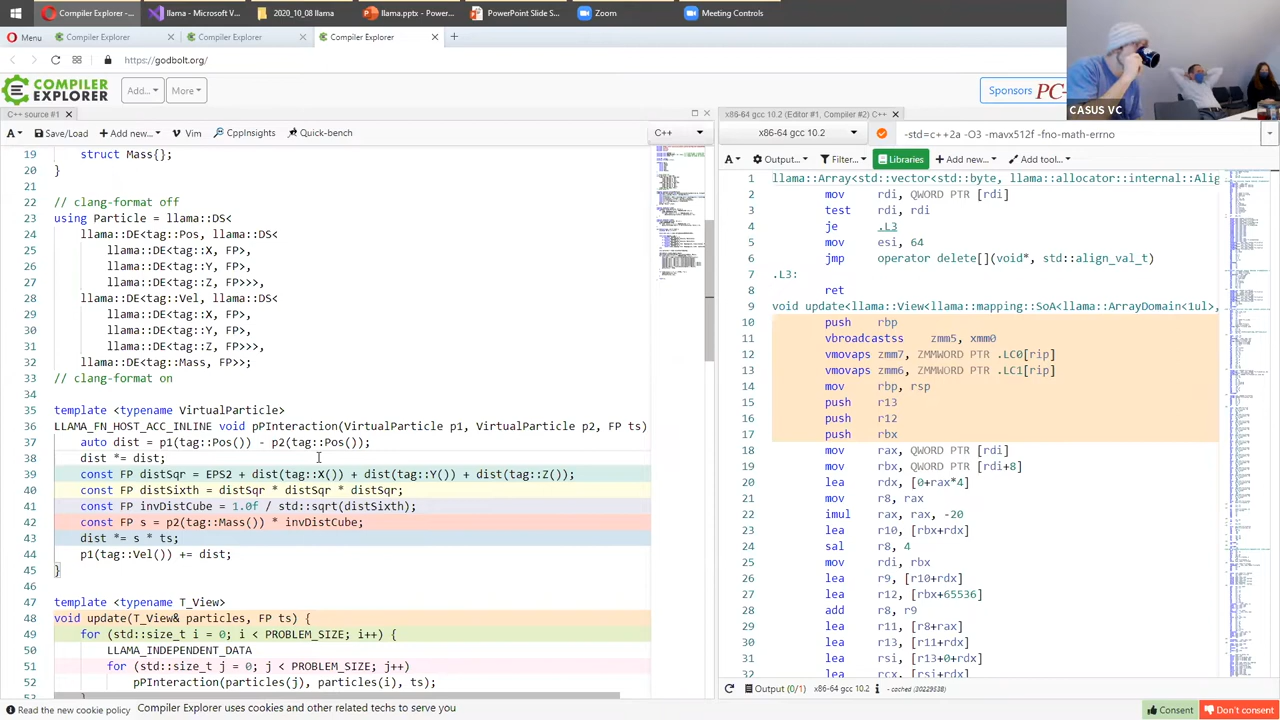 Compiler Explorer -...
llama - Microsoft V...
2020_10_08 llama
llama.pptx - Power...
PowerPoint Slide S...
Zoom
Meeting Controls
Menu
Compiler Explorer
Compiler Explorer
Compiler Explorer
https://godbolt.org/
COMPILER
EXPLORER
Add...
More
Sponsors
PC-
CASUS VC
C++ source #1
A
Save/Load
Add new...
Vim
CppInsights
Quick-bench
C++
19 struct Mass{};
20 }
21
22 // clang-format off
23 using Particle = llama::DS<
24 llama::DE<tag::Pos, llama::DS<
25 llama::DE<tag::X, FP>,
26 llama::DE<tag::Y, FP>,
27 llama::DE<tag::Z, FP>>>,
28 llama::DE<tag::Vel, llama::DS<
29 llama::DE<tag::X, FP>,
30 llama::DE<tag::Y, FP>,
31 llama::DE<tag::Z, FP>>>,
32 llama::DE<tag::Mass, FP>>;
33 // clang-format on
34
35 template <typename VirtualParticle>
36 LLAMA_FN_HOST_ACC_INLINE void pPInteraction(VirtualParticle p1, VirtualParticle p2, FP ts)
37 auto dist = p1(tag::Pos()) - p2(tag::Pos());
38 dist *= dist;
39 const FP distSqr = EPS2 + dist(tag::X()) + dist(tag::Y()) + dist(tag::Z());
40 const FP distSixth = distSqr * distSqr * distSqr;
41 const FP invDistCube = 1.0f / std::sqrt(distSixth);
42 const FP s = p2(tag::Mass()) * invDistCube;
43 dist *= s * ts;
44 p1(tag::Vel()) += dist;
45 }
46
47 template <typename T_View>
48 void update(T_View& particles, FP ts) {
49 for (std::size_t i = 0; i < PROBLEM_SIZE; i++) {
50 LLAMA_INDEPENDENT_DATA
51 for (std::size_t j = 0; j < PROBLEM_SIZE; j++)
52 pPInteraction(particles(j), particles(i), ts);
53 }
x86-64 gcc 10.2 (Editor #1, Compiler #2) C++
x86-64 gcc 10.2
-std=c++2a -O3 -mavx512f -fno-math-errno
A
Output...
Filter...
Libraries
Add new...
Add tool...
1 llama::Array<std::vector<std::byte, llama::allocator::internal::Alig
2 mov rdi, QWORD PTR [rdi]
3 test rdi, rdi
4 je .L3
5 mov esi, 64
6 jmp operator delete[](void*, std::align_val_t)
7 .L3:
8 ret
9 void update<llama::View<llama::mapping::SoA<llama::ArrayDomain<1ul>,
10 push rbp
11 vbroadcastss zmm5, xmm0
12 vmovaps zmm7, ZMMWORD PTR .LC0[rip]
13 vmovaps zmm6, ZMMWORD PTR .LC1[rip]
14 mov rbp, rsp
15 push r13
16 push r12
17 push rbx
18 mov rax, QWORD PTR [rdi]
19 mov rbx, QWORD PTR [rdi+8]
20 lea rdx, [0+rax*4]
21 mov r8, rax
22 imul rax, rax, -20
23 lea r10, [rbx+rdx]
24 sal r8, 4
25 mov rdi, rbx
26 lea r9, [r10+rdx]
27 lea r12, [rbx+65536]
28 add r8, r9
29 lea r11, [r8+rax]
30 lea r13, [r11+rdx]
31 lea rsi, [r13+0+rdx]
32 lea rcx, [rsi+rdx]
Output (0/1)
x86-64 gcc 10.2
- cached (302295B)
Read the new cookie policy
Compiler Explorer uses cookies and other related techs to serve you
Consent
Don't consent